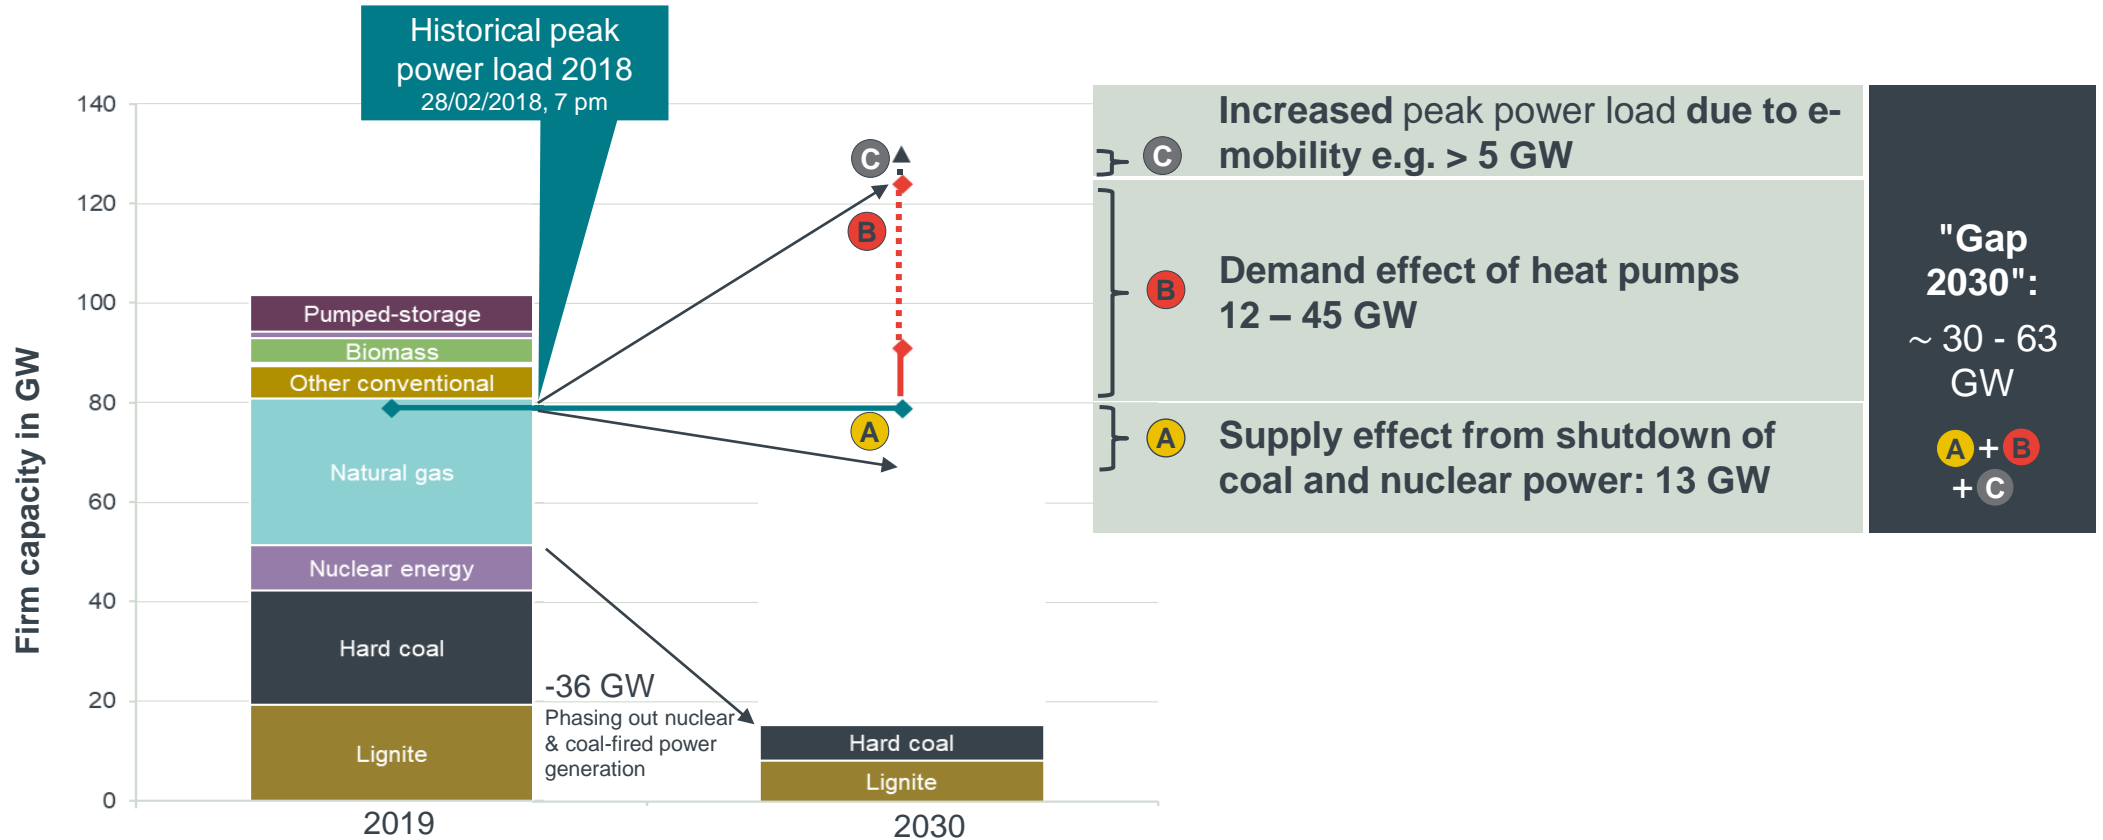 Historical peak
power load 2018
28/02/2018, 7 pm
Firm capacity in GW
140
120
100
80
60
40
20
0
Pumped-storage
Biomass
Other conventional
Natural gas
Nuclear energy
Hard coal
Lignite
2019
-36 GW
Phasing out nuclear
& coal-fired power
generation
Hard coal
Lignite
2030
C
B
A
C
Increased peak power load due to e-
mobility e.g. > 5 GW
B
Demand effect of heat pumps
12 – 45 GW
A
Supply effect from shutdown of
coal and nuclear power: 13 GW
"Gap
2030":
~ 30 - 63
GW
A + B
+ C